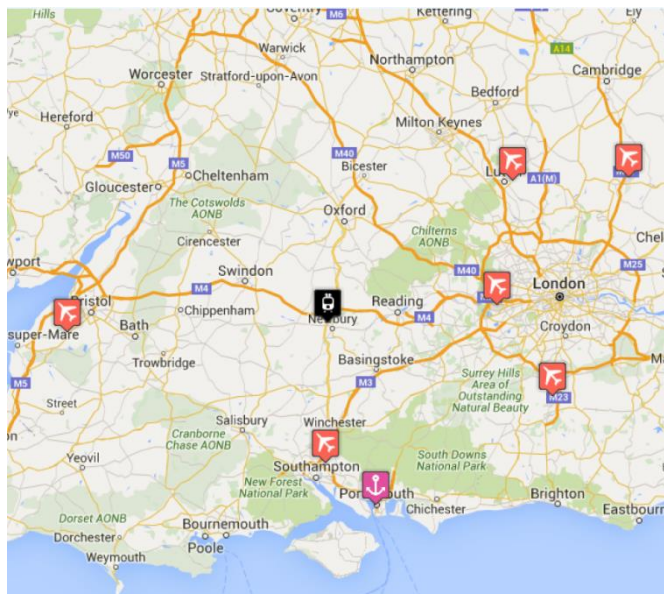 Hills
Coventry
M6
Kettering
Ely
Warwick
A14
Worcester
Stratford-upon-Avon
Northampton
Cambridge
Bedford
Hereford
Milton Keynes
M50
M5
M40
Bicester
A1(M)
Gloucester
Cheltenham
The Cotswolds
AONB
Oxford
Cirencester
Chilterns
AONB
M25
Swindon
M40
London
M4
Chippenham
Reading
M4
Bristol
Newbury
Croydon
super-Mare
Bath
Trowbridge
Basingstoke
M5
M3
Surrey Hills
Area of
Outstanding
Natural Beauty
M23
Street
Salisbury
Winchester
Cranborne
Chase AONB
Yeovil
Southampton
South Downs
National Park
New Forest
National Park
Portsmouth
Chichester
Brighton
Eastbour
Dorset AONB
Bournemouth
Poole
Dorchester
Weymouth